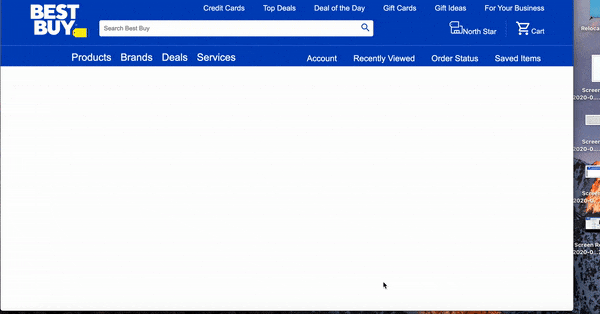 BEST
BUY
Credit Cards Top Deals Deal of the Day Gift Cards Gift Ideas For Your Business
Search Best Buy
North Star Cart
Products Brands Deals Services Account Recently Viewed Order Status Saved Items
Reloca
Screen
2020-0...
Screen
2020-0...
Screen
2020-0...
Screen Re
2020-0...